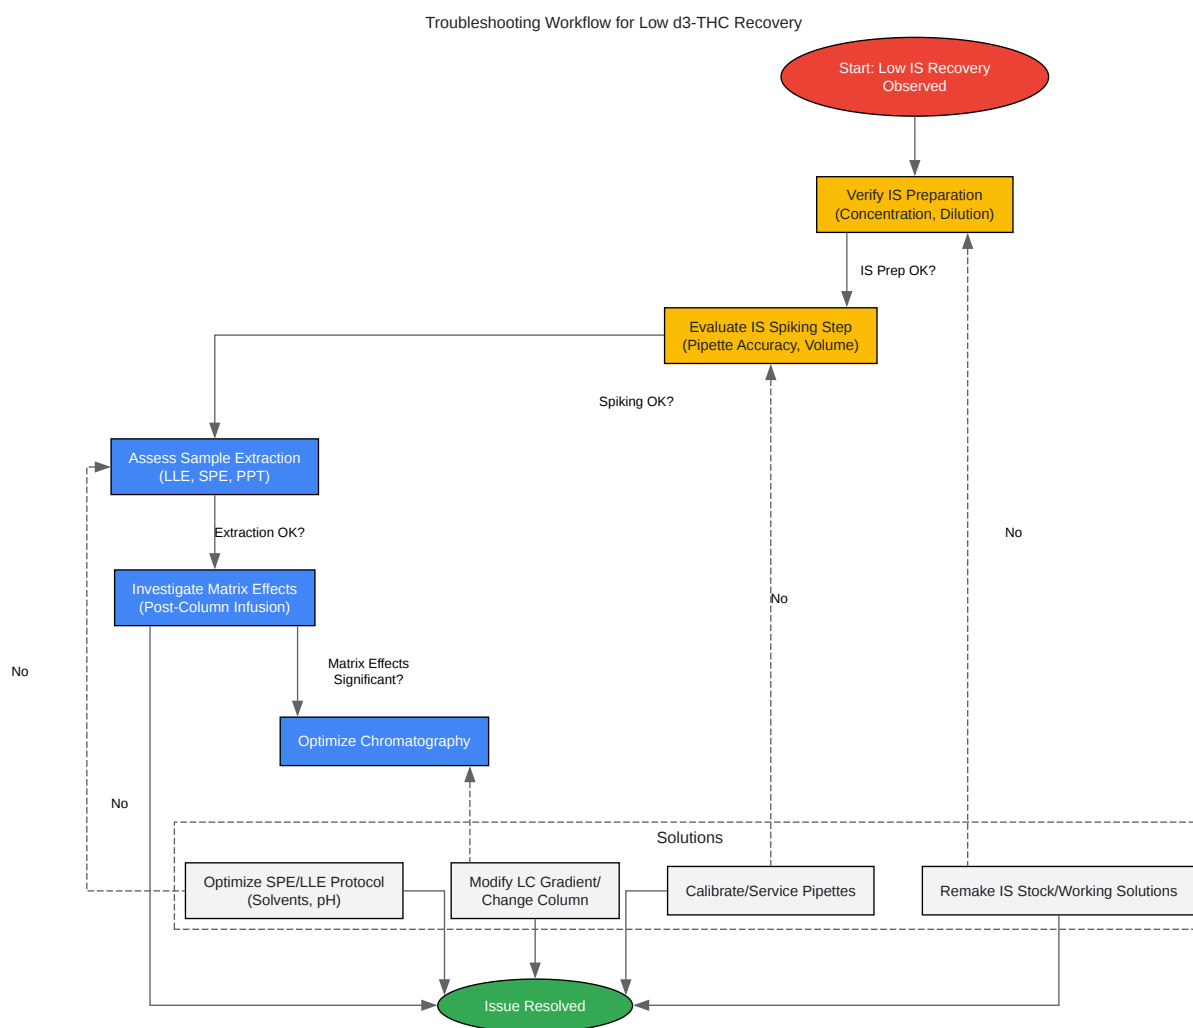 Troubleshooting Workflow for Low d3-THC Recovery
Start: Low IS Recovery
Observed
Verify IS Preparation
(Concentration, Dilution)
IS Prep OK?
Evaluate IS Spiking Step
(Pipette Accuracy, Volume)
Spiking OK?
Assess Sample Extraction
(LLE, SPE, PPT)
Extraction OK?
No
Investigate Matrix Effects
(Post-Column Infusion)
No
Matrix Effects
Significant?
No
Optimize Chromatography
No
Solutions
Optimize SPE/LLE Protocol
(Solvents, pH)
Modify LC Gradient/
Change Column
Calibrate/Service Pipettes
Remake IS Stock/Working Solutions
Issue Resolved